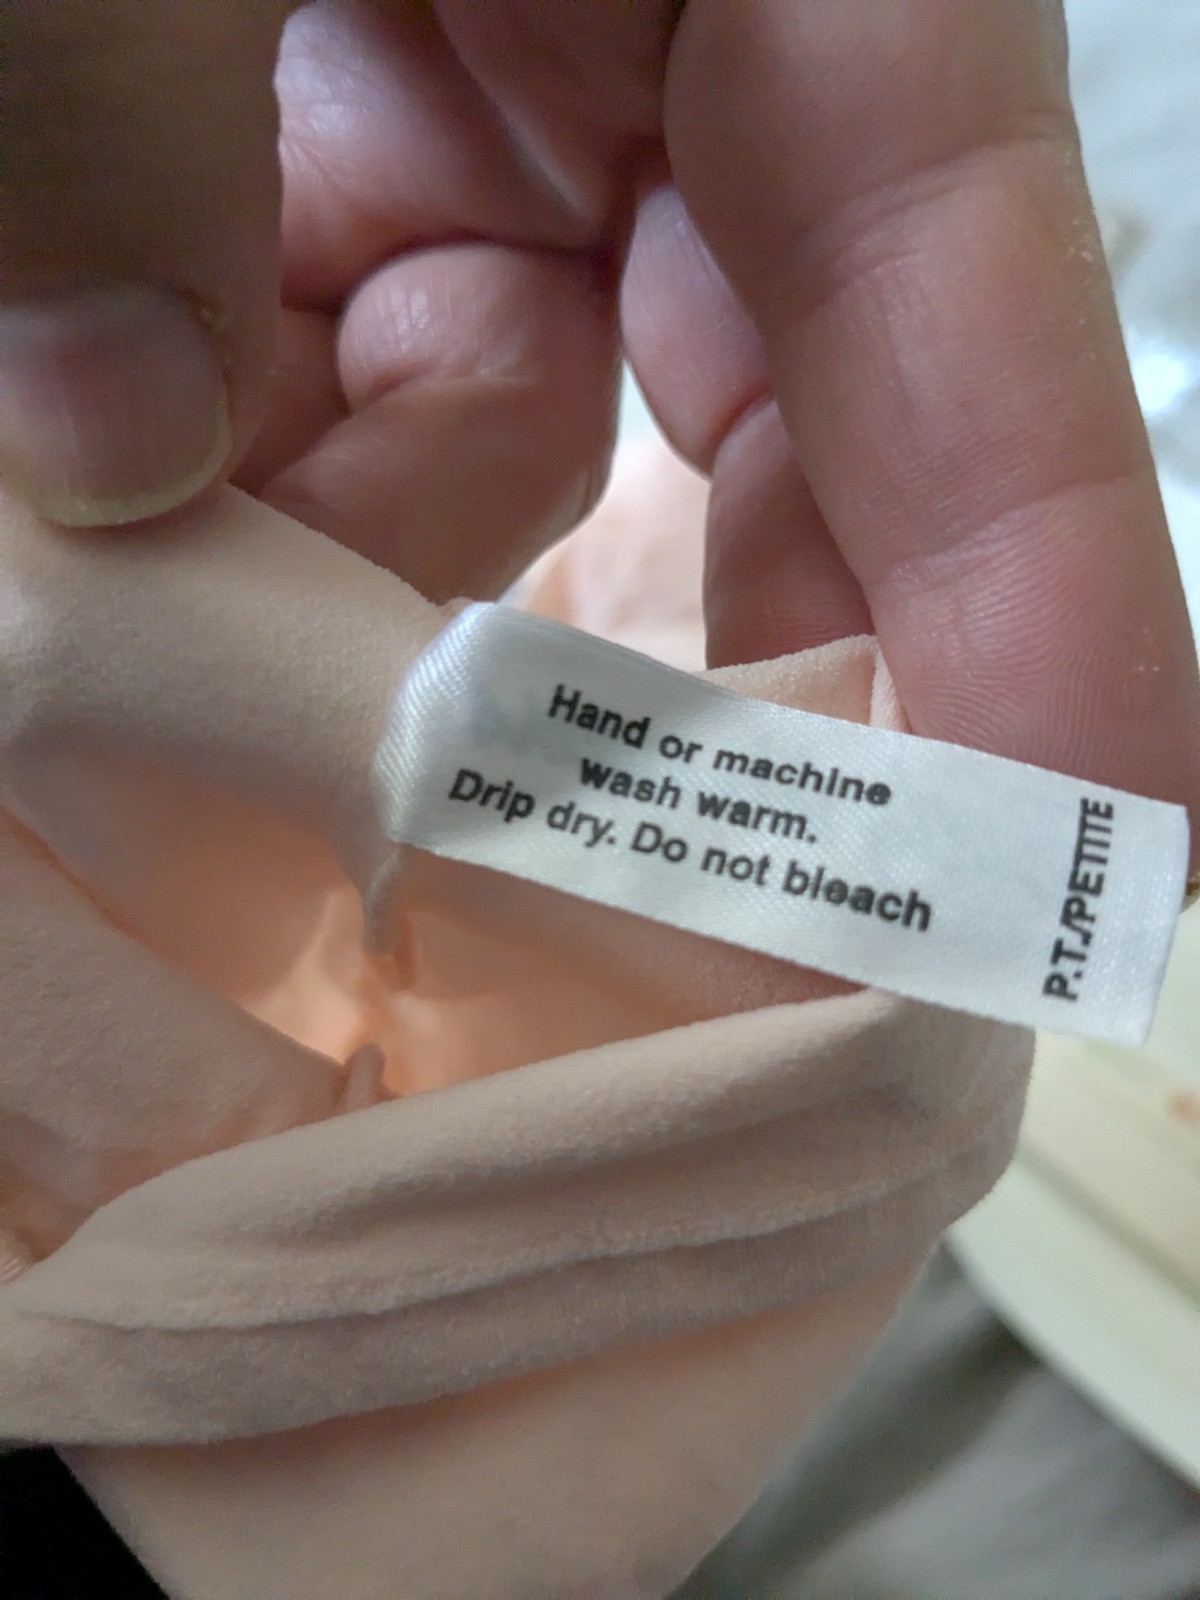 Hand or machine
wash warm.
Drip dry. Do not bleach
P.T./PETITE